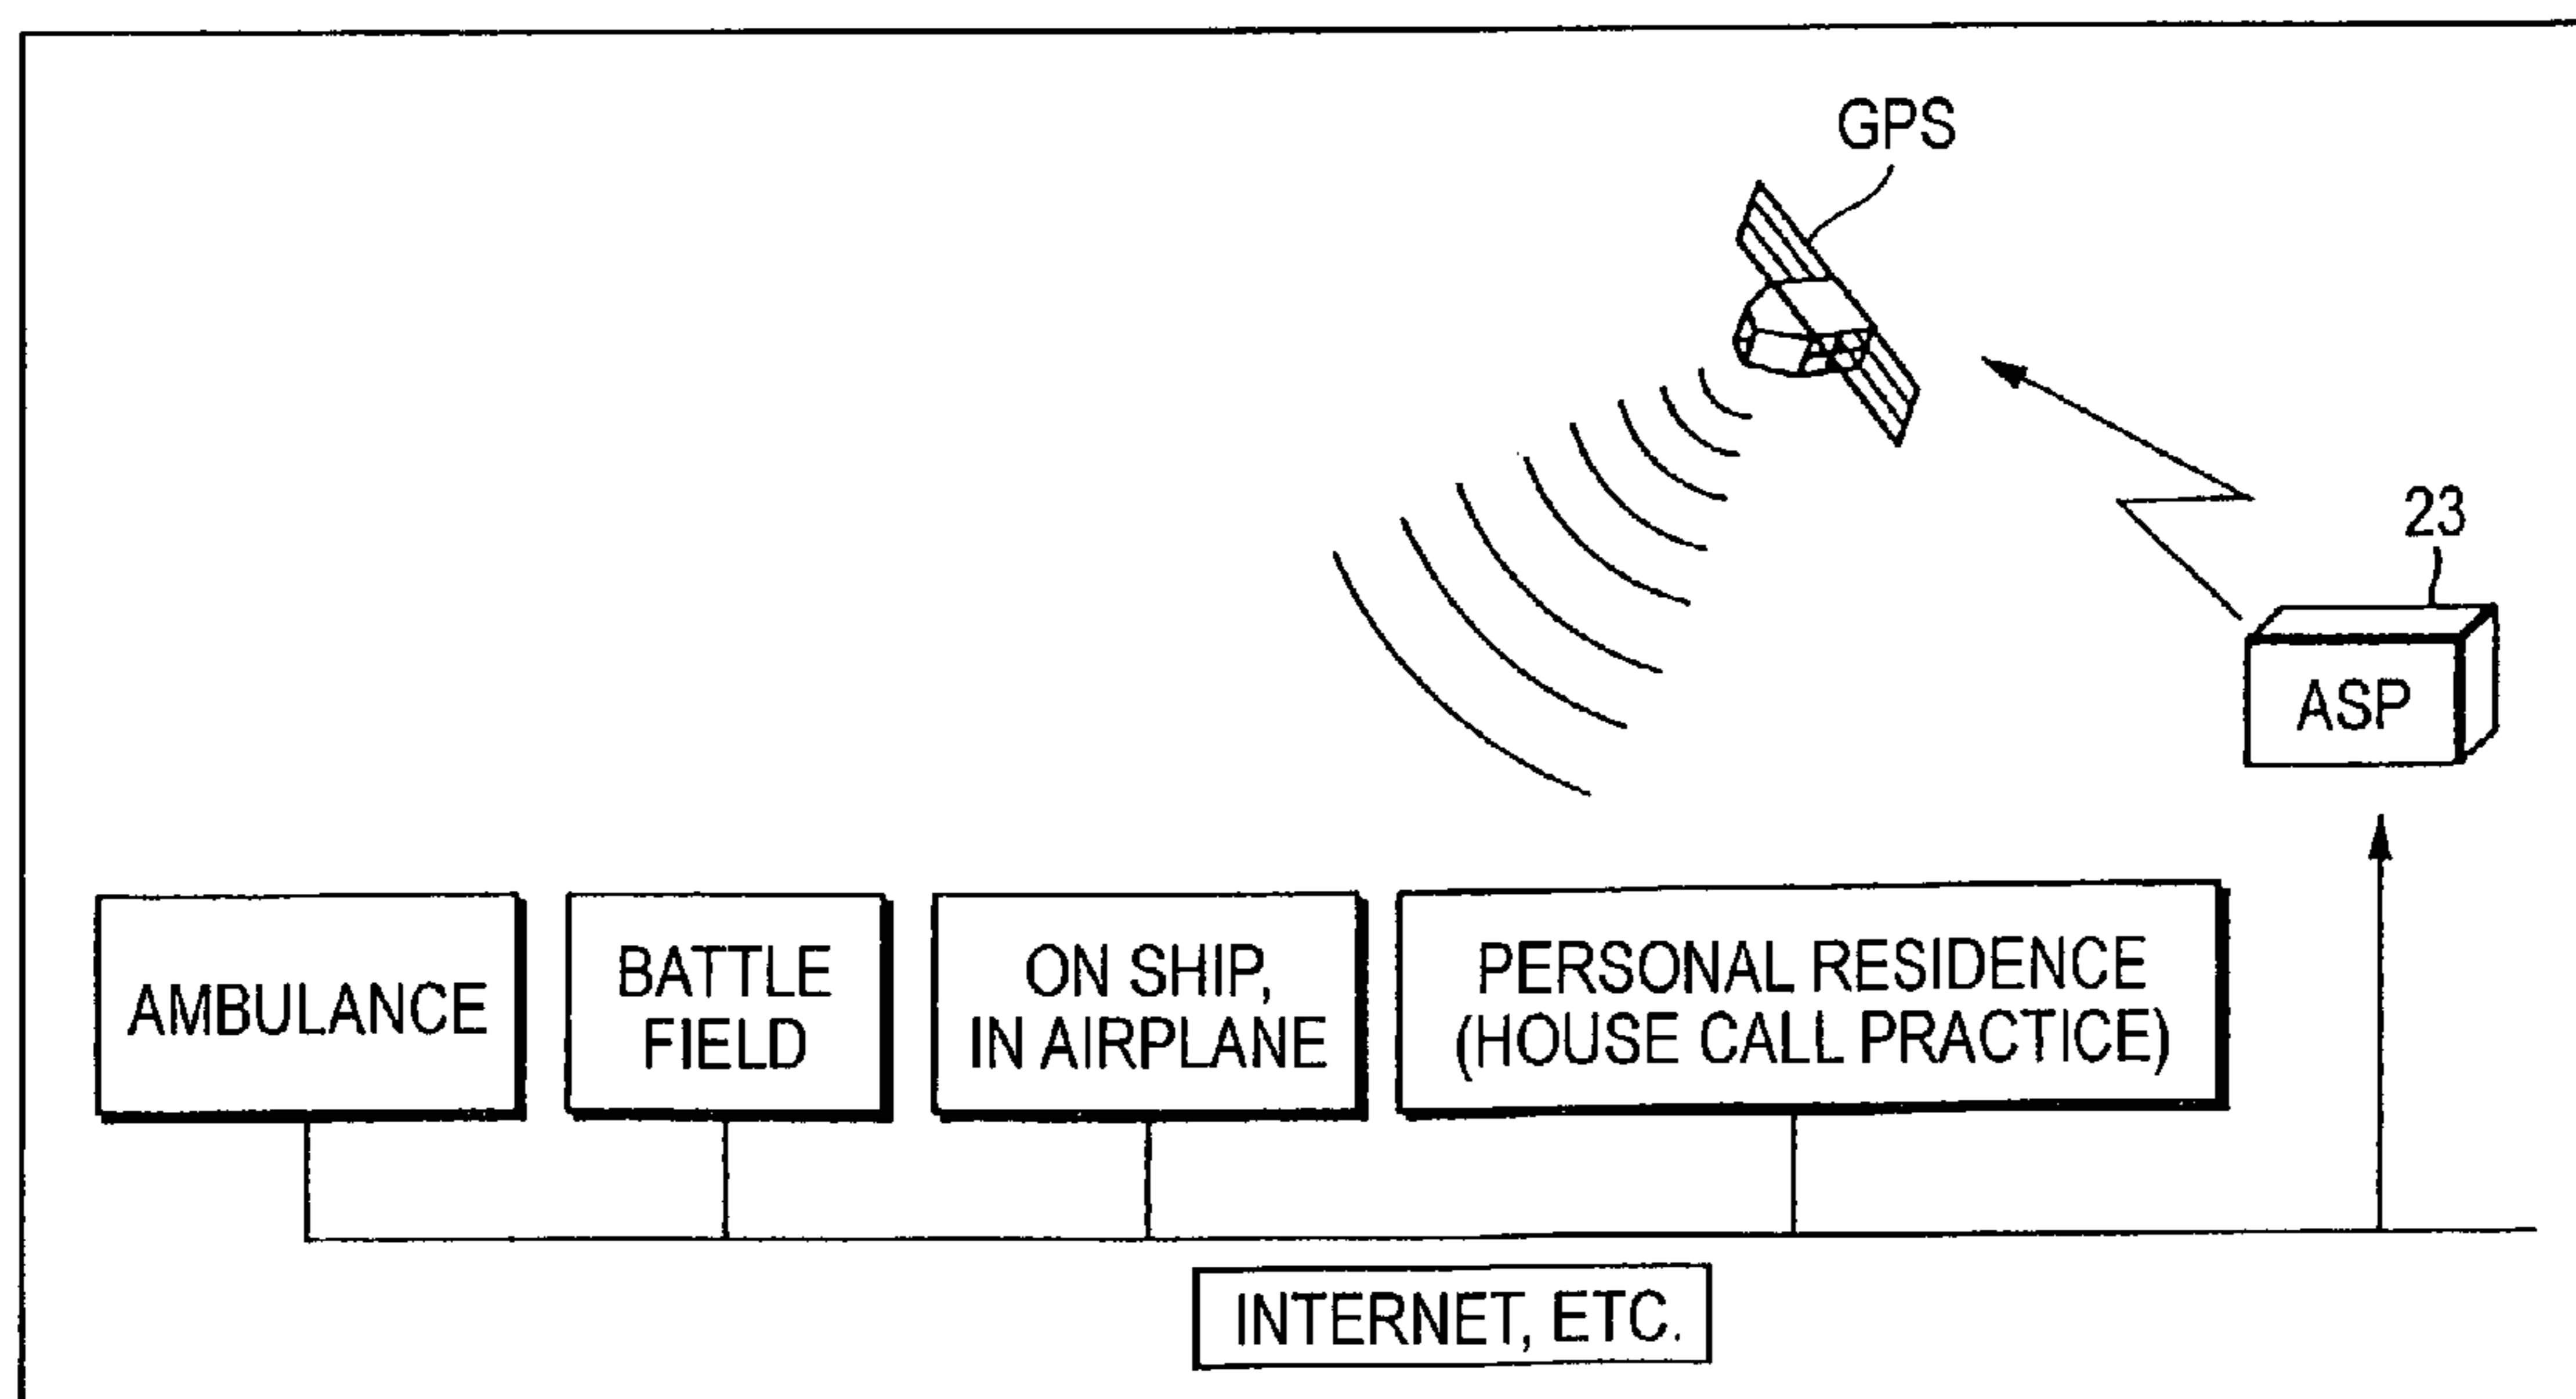 GPS
23
ASP
AMBULANCE
BATTLE
FIELD
ON SHIP,
IN AIRPLANE
PERSONAL RESIDENCE
(HOUSE CALL PRACTICE)
INTERNET, ETC.